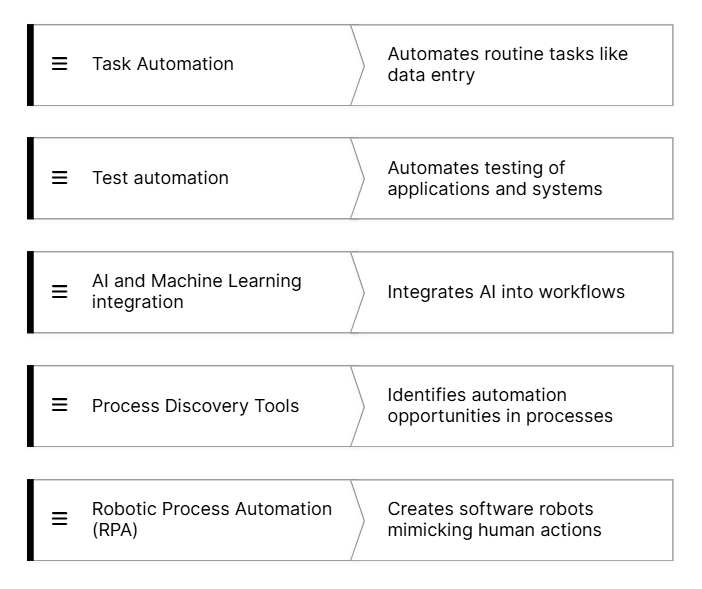 Task Automation
Automates routine tasks like
data entry
Test automation
Automates testing of
applications and systems
AI and Machine Learning
integration
Integrates AI into workflows
Process Discovery Tools
Identifies automation
opportunities in processes
Robotic Process Automation
(RPA)
Creates software robots
mimicking human actions